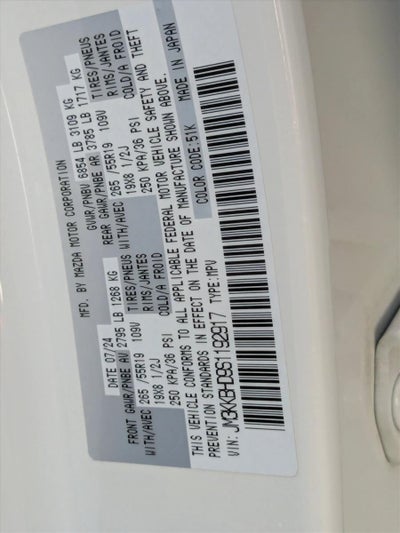 MFD. BY MAZDA MOTOR CORPORATION
DATE 07/24 GVWR/PNBV 6854 LB 3109 KG
FRONT GAWR/PNBE AV 2795 LB 1268 KG REAR GAWR/PNBE AR 3785 LB 1717 KG
WITH/AVEC 265 /55R19 109V TIRES/PNEUS WITH/AVEC 265 /55R19 109V TIRES/PNEUS
19X8 1/2J RIMS/JANTES 19X8 1/2J RIMS/JANTES
250 KPA/36 PSI COLD/A FROID 250 KPA/36 PSI COLD/A FROID
THIS VEHICLE CONFORMS TO ALL APPLICABLE FEDERAL MOTOR VEHICLE SAFETY AND THEFT
PREVENTION STANDARDS IN EFFECT ON THE DATE OF MANUFACTURE SHOWN ABOVE.
VIN: JM3KKBHD9S1192917 TYPE:MPV COLOR CODE:51K MADE IN JAPAN